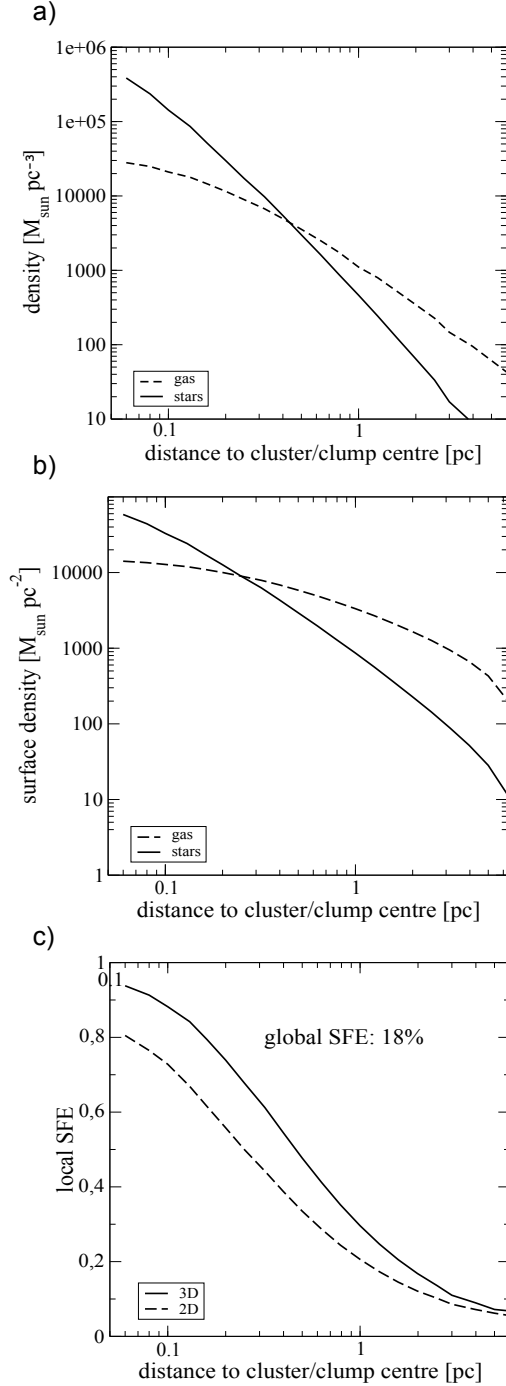 a)
1e+06
1e+05
10000
1000
100
10
density [M_sun pc⁻³]
gas
stars
0.1
1
distance to cluster/clump centre [pc]
b)
10000
1000
100
10
1
surface density [M_sun pc⁻²]
gas
stars
0.1
1
distance to cluster/clump centre [pc]
c)
1
0.1
0,8
0,6
0,4
0,2
0
local SFE
global SFE: 18%
3D
2D
0.1
1
distance to cluster/clump centre [pc]